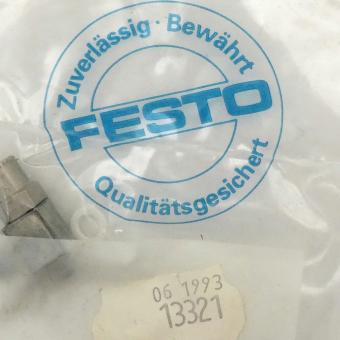 Zuverlässig · Bewährt
FESTO
Qualitätsgesichert
06 1993
13321